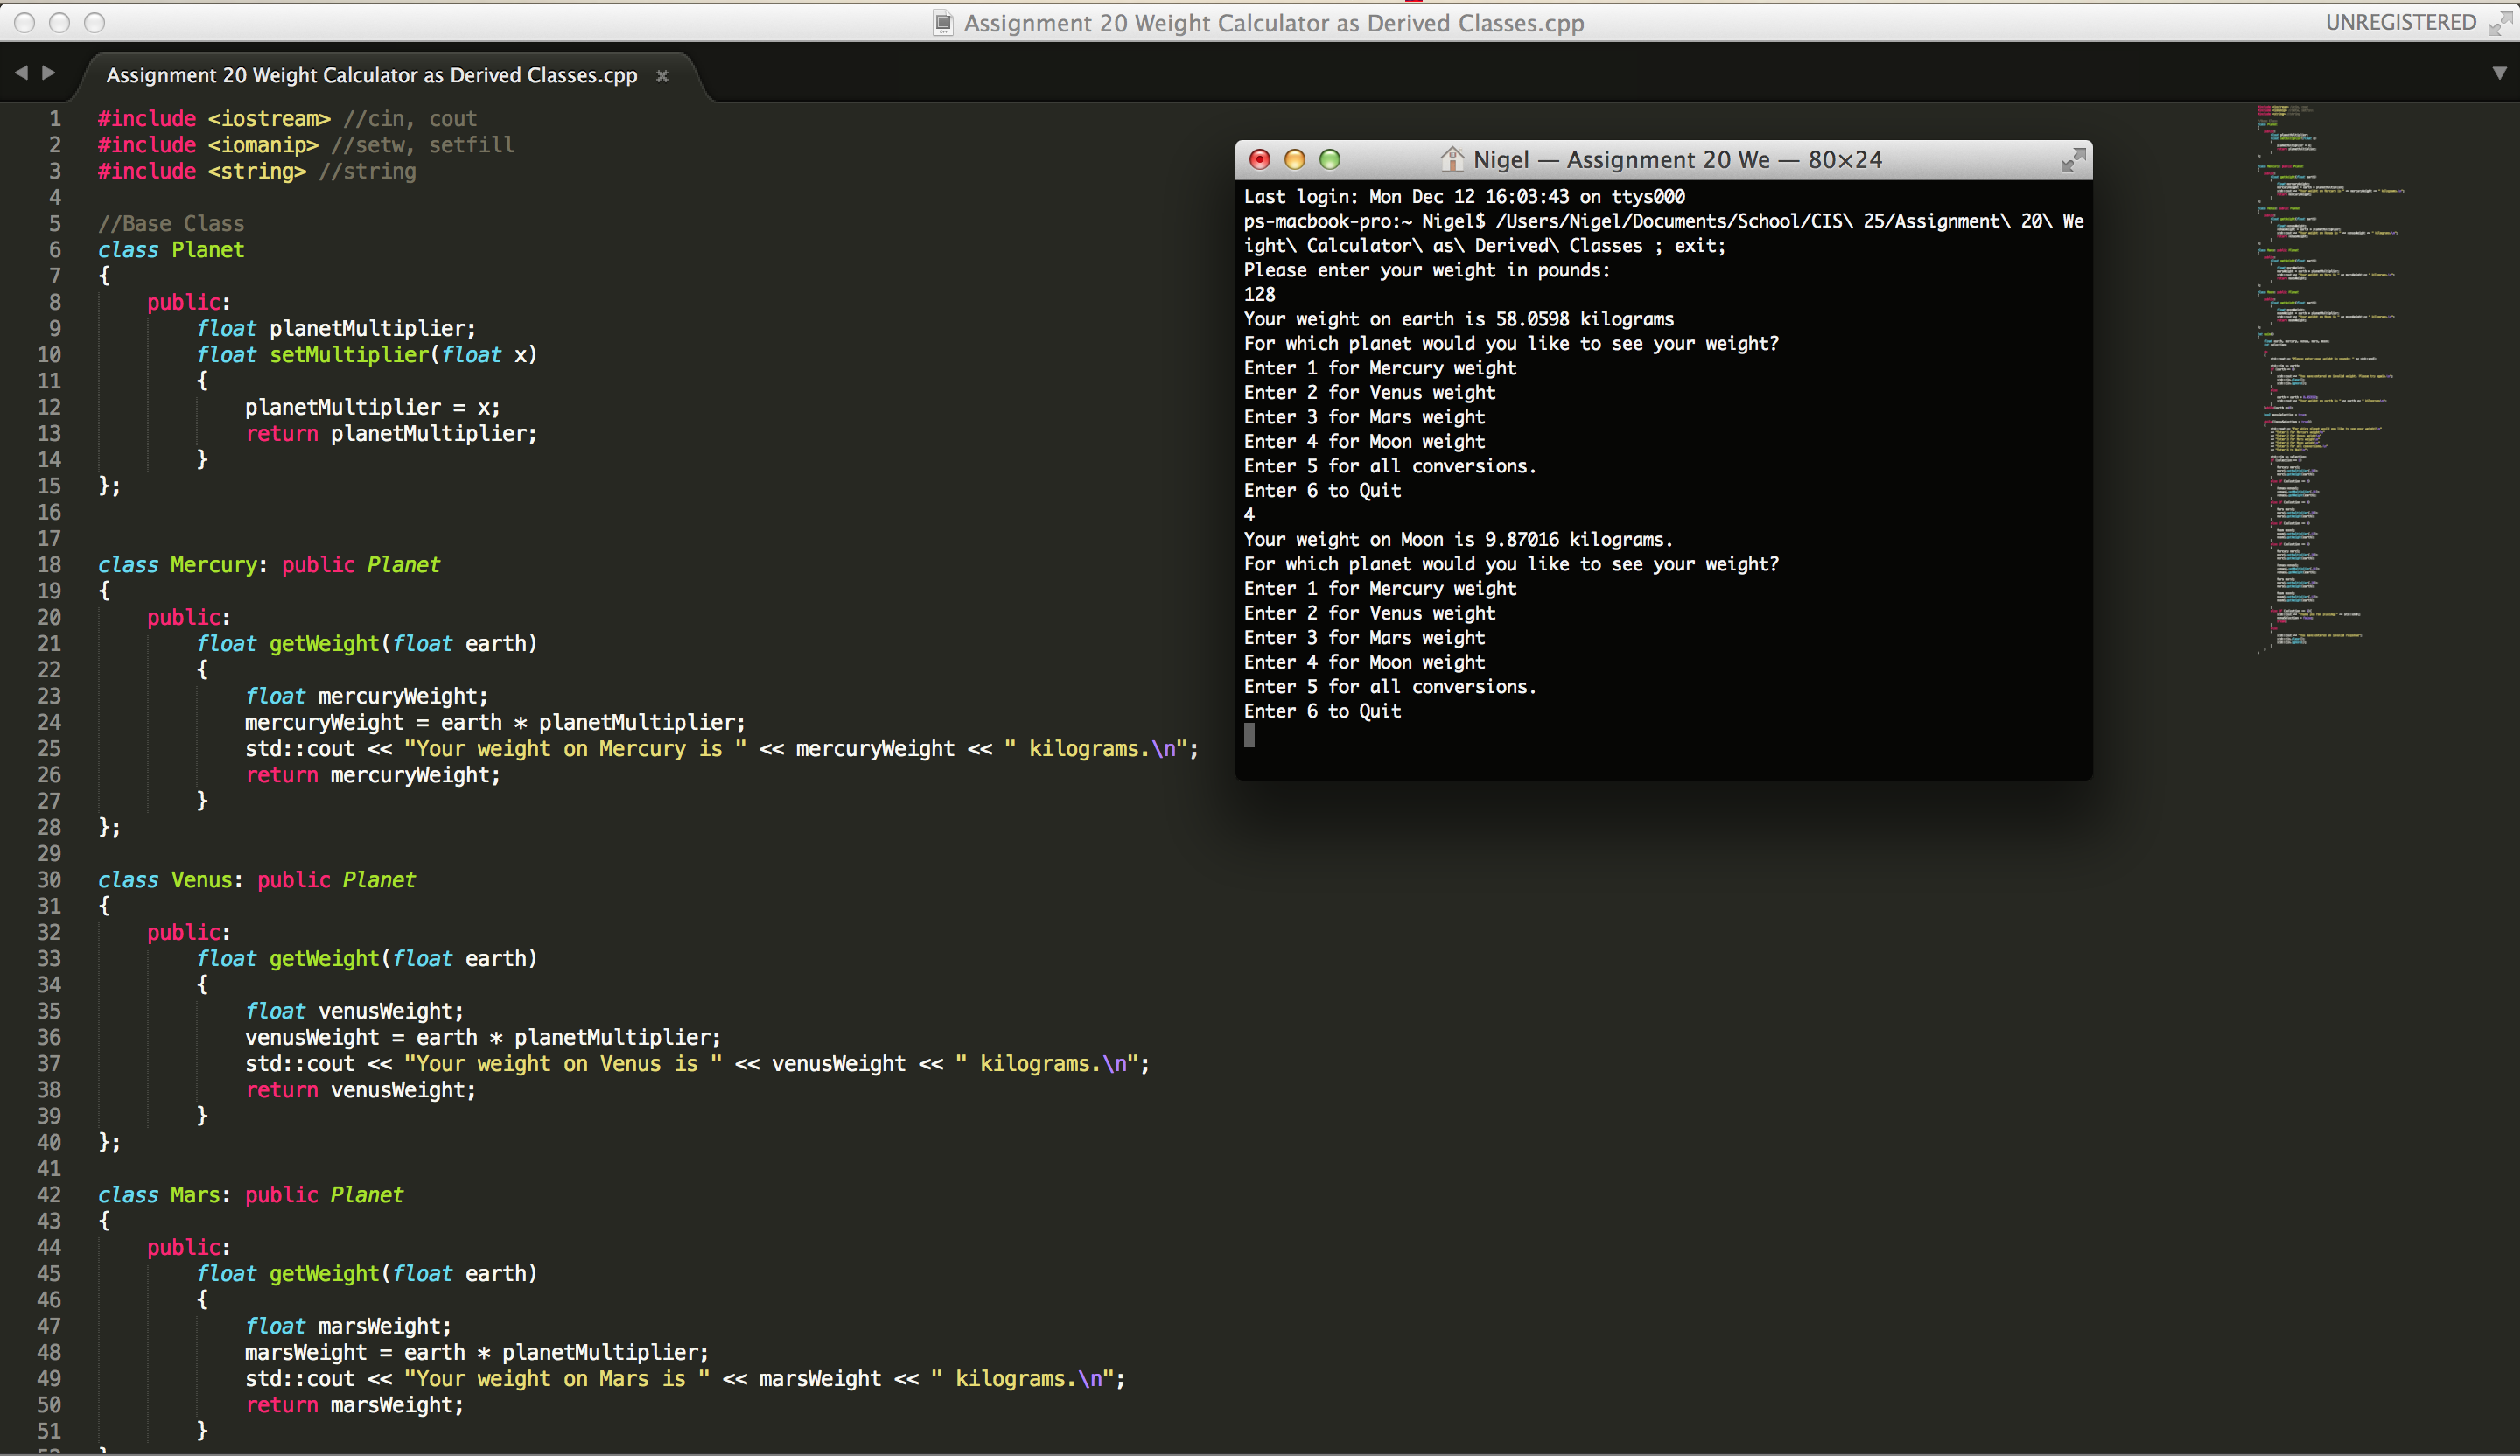 Assignment 20 Weight Calculator as Derived Classes.cpp
UNREGISTERED
Assignment 20 Weight Calculator as Derived Classes.cpp
1 #include <iostream> //cin, cout
2 #include <iomanip> //setw, setfill
3 #include <string> //string
4
5 //Base Class
6 class Planet
7 {
8 public:
9 float planetMultiplier;
10 float setMultiplier(float x)
11 {
12 planetMultiplier = x;
13 return planetMultiplier;
14 }
15 };
16
17
18 class Mercury: public Planet
19 {
20 public:
21 float getWeight(float earth)
22 {
23 float mercuryWeight;
24 mercuryWeight = earth * planetMultiplier;
25 std::cout << "Your weight on Mercury is " << mercuryWeight << " kilograms.\n";
26 return mercuryWeight;
27 }
28 };
29
30 class Venus: public Planet
31 {
32 public:
33 float getWeight(float earth)
34 {
35 float venusWeight;
36 venusWeight = earth * planetMultiplier;
37 std::cout << "Your weight on Venus is " << venusWeight << " kilograms.\n";
38 return venusWeight;
39 }
40 };
41
42 class Mars: public Planet
43 {
44 public:
45 float getWeight(float earth)
46 {
47 float marsWeight;
48 marsWeight = earth * planetMultiplier;
49 std::cout << "Your weight on Mars is " << marsWeight << " kilograms.\n";
50 return marsWeight;
51 }
Nigel — Assignment 20 We — 80×24
Last login: Mon Dec 12 16:03:43 on ttys000
ps-macbook-pro:~ Nigel$ /Users/Nigel/Documents/School/CIS\ 25/Assignment\ 20\ We
ight\ Calculator\ as\ Derived\ Classes ; exit;
Please enter your weight in pounds:
128
Your weight on earth is 58.0598 kilograms
For which planet would you like to see your weight?
Enter 1 for Mercury weight
Enter 2 for Venus weight
Enter 3 for Mars weight
Enter 4 for Moon weight
Enter 5 for all conversions.
Enter 6 to Quit
4
Your weight on Moon is 9.87016 kilograms.
For which planet would you like to see your weight?
Enter 1 for Mercury weight
Enter 2 for Venus weight
Enter 3 for Mars weight
Enter 4 for Moon weight
Enter 5 for all conversions.
Enter 6 to Quit